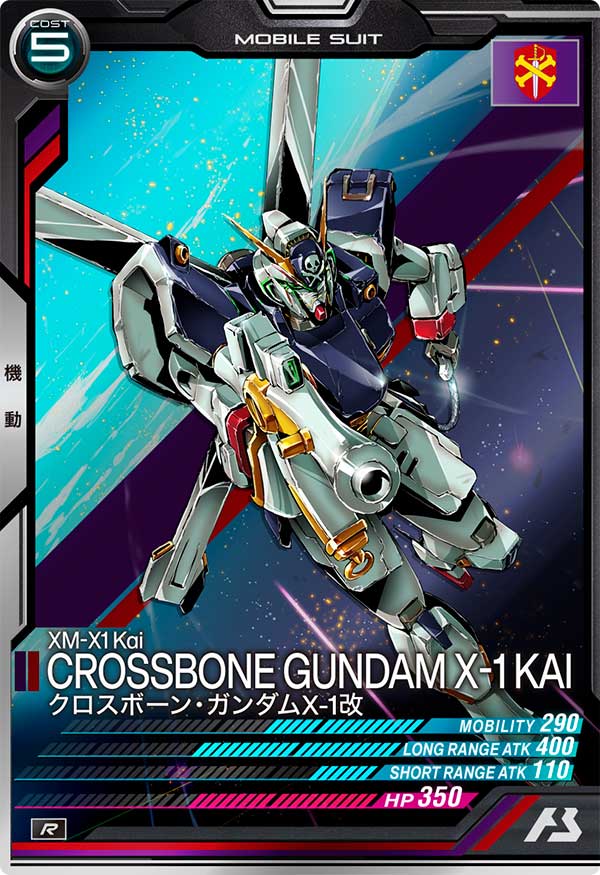 COST
5
MOBILE SUIT
機動
XM-X1 Kai
CROSSBONE GUNDAM X-1 KAI
クロスボーン・ガンダムX-1改
MOBILITY 290
LONG RANGE ATK 400
SHORT RANGE ATK 110
HP 350
R